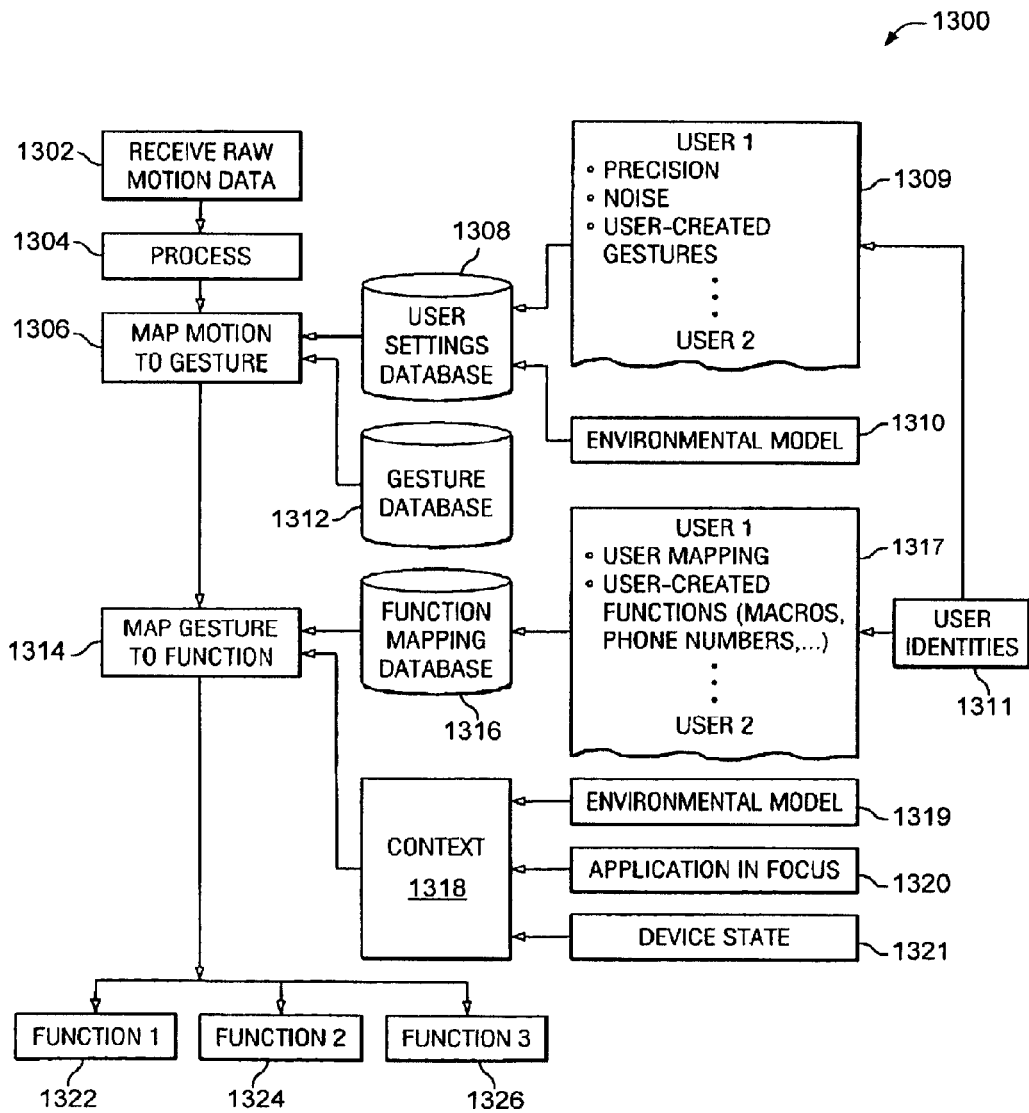 1300
1302
RECEIVE RAW
MOTION DATA
1304
PROCESS
1306
MAP MOTION
TO GESTURE
1308
USER
SETTINGS
DATABASE
USER 1
• PRECISION
• NOISE
• USER-CREATED
GESTURES
USER 2
1309
ENVIRONMENTAL MODEL
1310
GESTURE
DATABASE
1312
1314
MAP GESTURE
TO FUNCTION
FUNCTION
MAPPING
DATABASE
1316
USER 1
• USER MAPPING
• USER-CREATED
FUNCTIONS (MACROS,
PHONE NUMBERS,...)
USER 2
1317
USER
IDENTITIES
1311
CONTEXT
1318
ENVIRONMENTAL MODEL
1319
APPLICATION IN FOCUS
1320
DEVICE STATE
1321
FUNCTION 1
1322
FUNCTION 2
1324
FUNCTION 3
1326